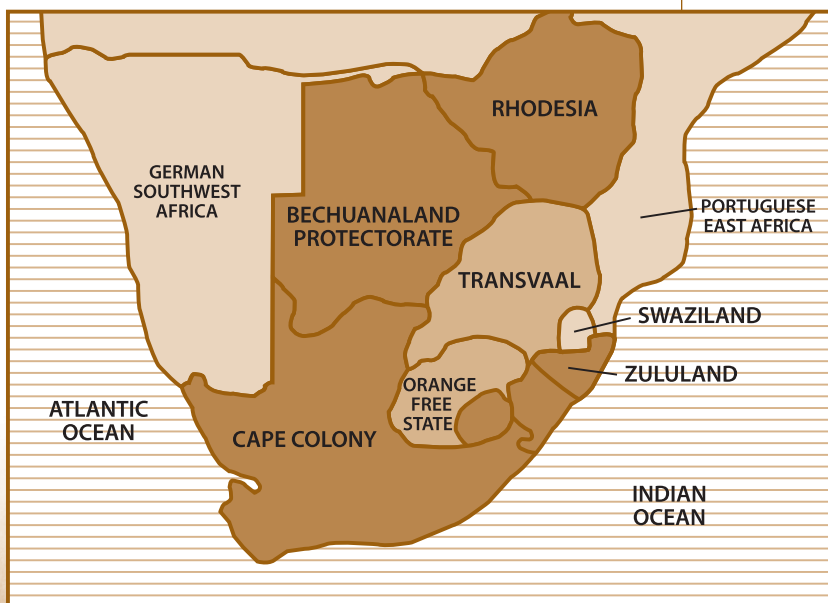 RHODESIA
GERMAN
SOUTHWEST
AFRICA
BECHUANALAND
PROTECTORATE
PORTUGUESE
EAST AFRICA
TRANSVAAL
SWAZILAND
ZULULAND
ORANGE
FREE
STATE
ATLANTIC
OCEAN
CAPE COLONY
INDIAN
OCEAN